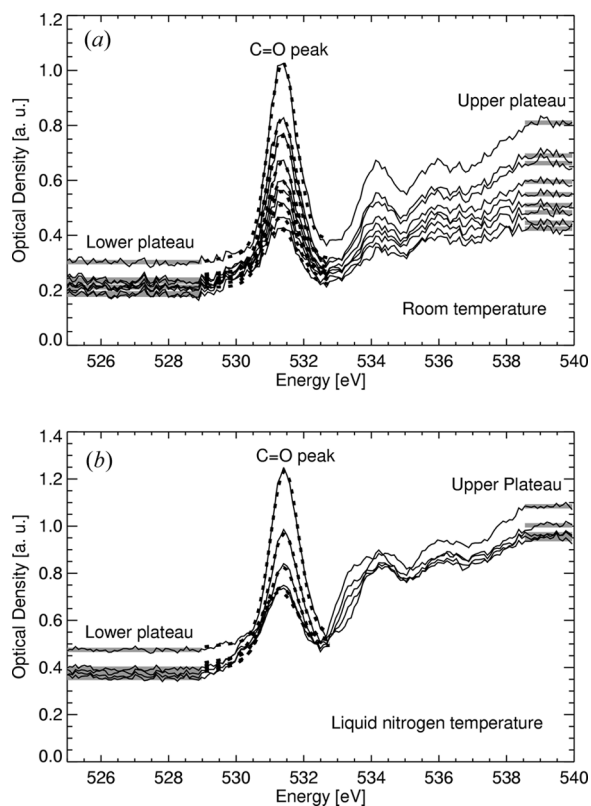 (a)
C=O peak
Upper plateau
Lower plateau
Room temperature
Optical Density [a. u.]
1.2
1.0
0.8
0.6
0.4
0.2
0.0
526 528 530 532 534 536 538 540
Energy [eV]
(b)
C=O peak
Upper Plateau
Lower plateau
Liquid nitrogen temperature
Optical Density [a. u.]
1.4
1.2
1.0
0.8
0.6
0.4
0.2
0.0
526 528 530 532 534 536 538 540
Energy [eV]